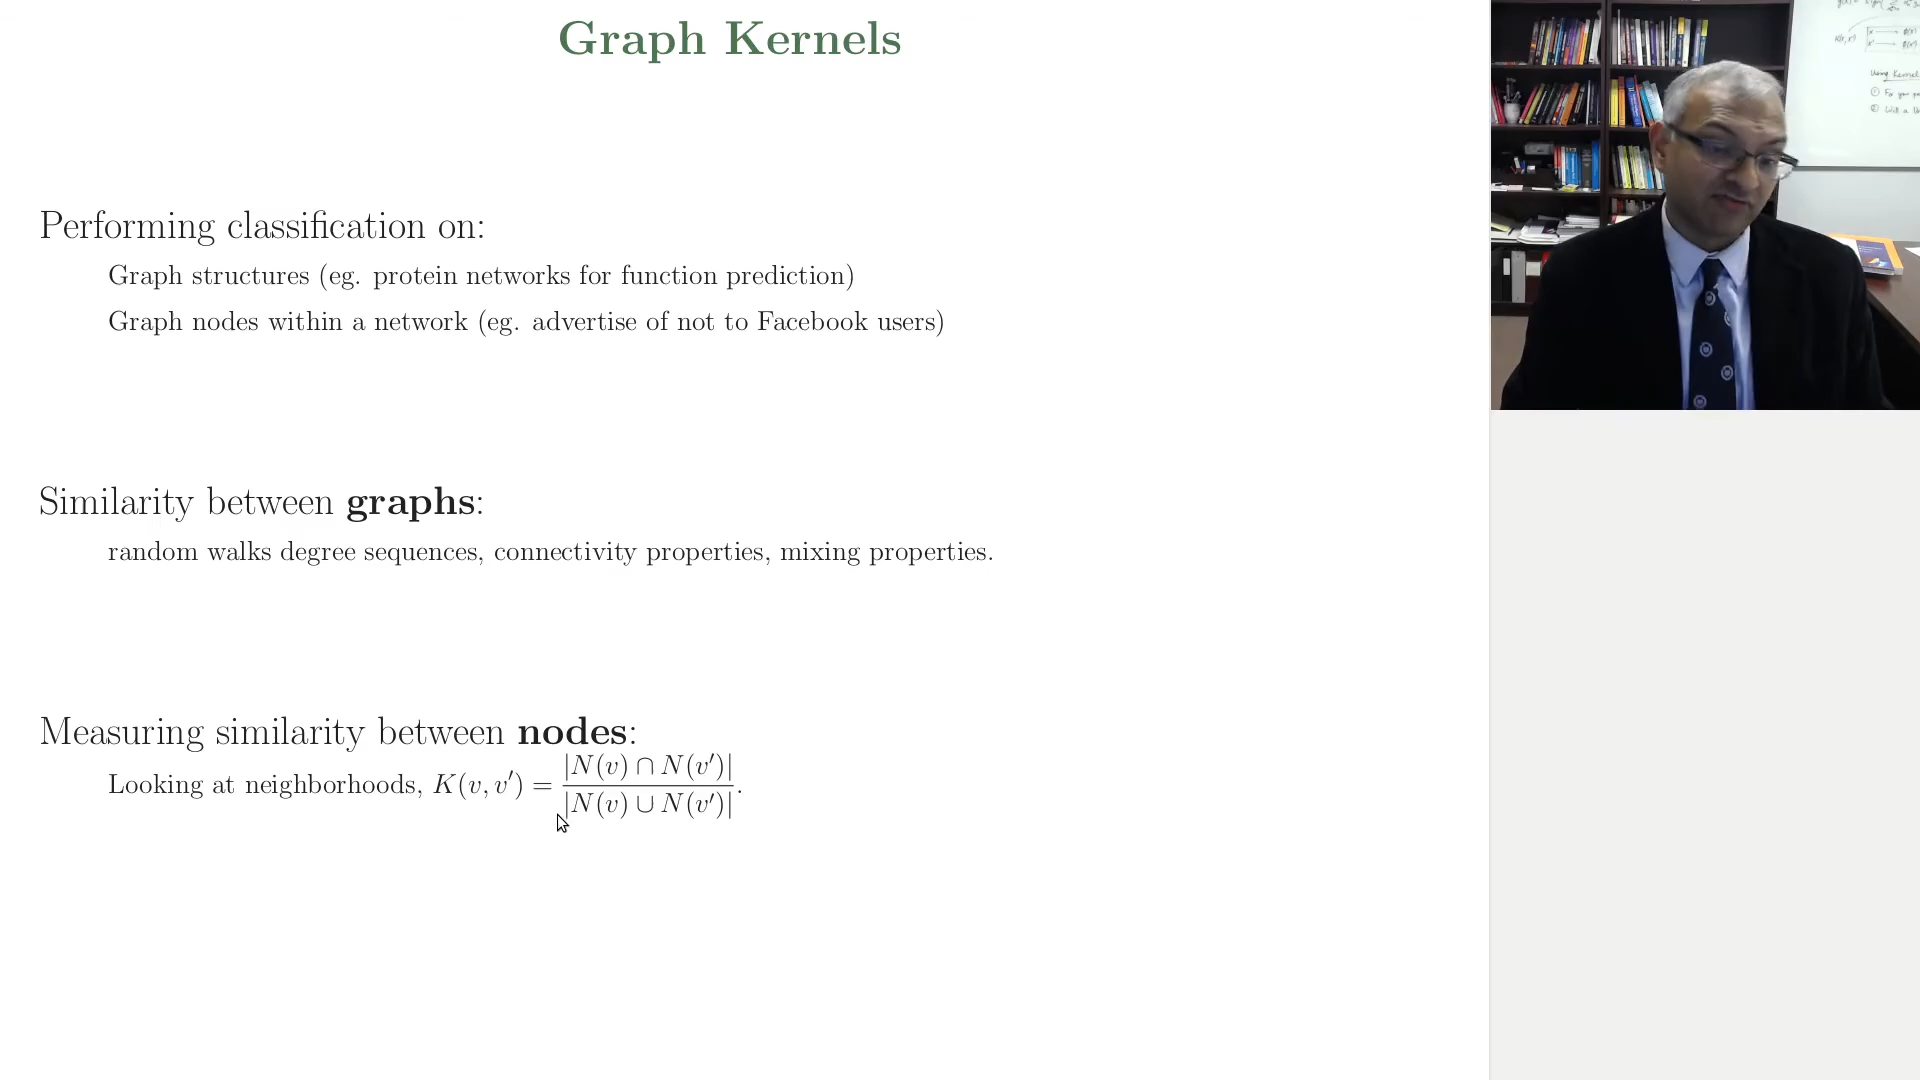 Graph Kernels
Performing classification on:
Graph structures (eg. protein networks for function prediction)
Graph nodes within a network (eg. advertise of not to Facebook users)
Similarity between graphs:
random walks degree sequences, connectivity properties, mixing properties.
Measuring similarity between nodes:
Looking at neighborhoods, K(v, v′) = |N(v) ∩ N(v′)| / |N(v) ∪ N(v′)|.
Using Kernel